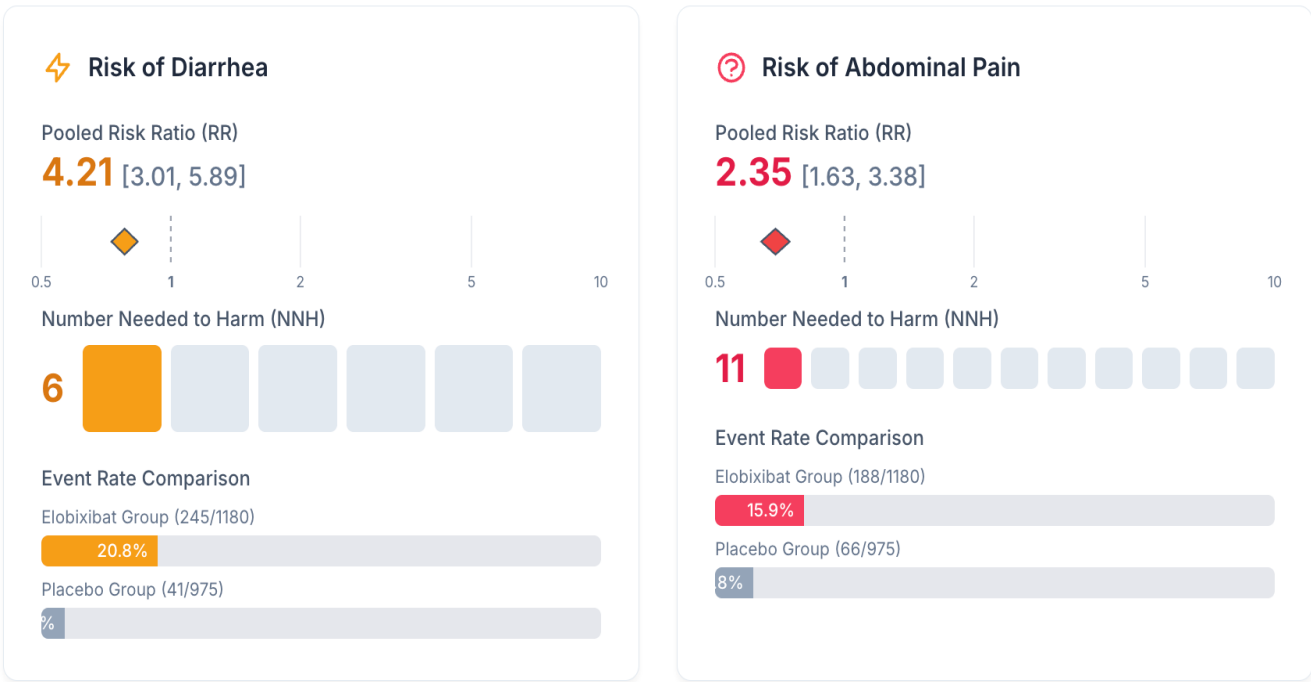 Risk of Diarrhea
Pooled Risk Ratio (RR)
4.21 [3.01, 5.89]
0.5 1 2 5 10
Number Needed to Harm (NNH)
6
Event Rate Comparison
Elobixibat Group (245/1180)
20.8%
Placebo Group (41/975)
%
Risk of Abdominal Pain
Pooled Risk Ratio (RR)
2.35 [1.63, 3.38]
0.5 1 2 5 10
Number Needed to Harm (NNH)
11
Event Rate Comparison
Elobixibat Group (188/1180)
15.9%
Placebo Group (66/975)
.8%